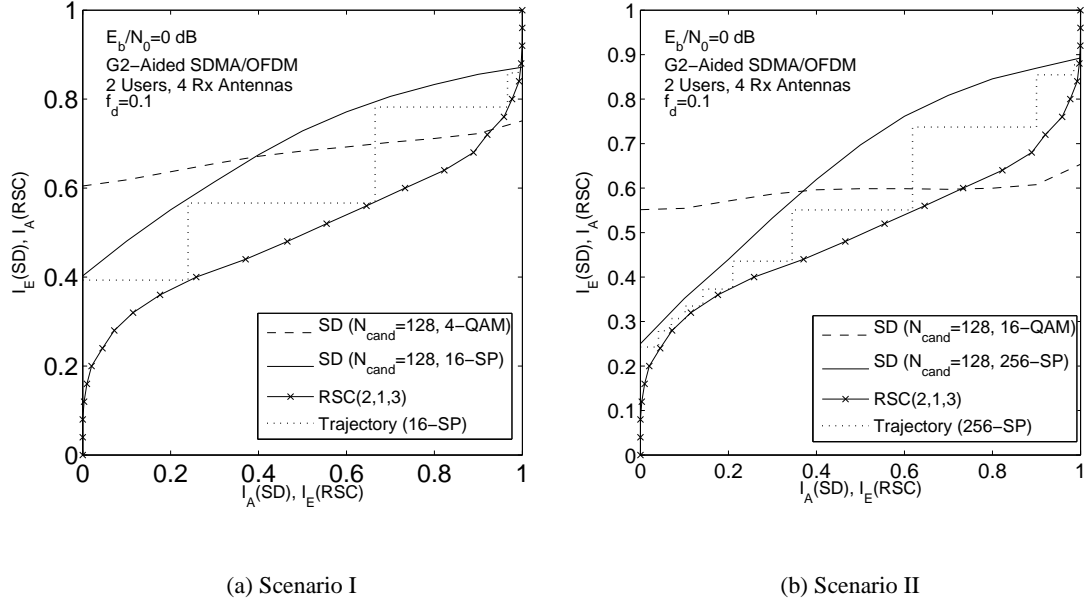 E_b/N_0=0 dB
G2−Aided SDMA/OFDM
2 Users, 4 Rx Antennas
f_d=0.1
1
0.8
0.6
0.4
0.2
0
I_E(SD), I_A(RSC)
SD (N_cand=128, 4−QAM)
SD (N_cand=128, 16−SP)
RSC(2,1,3)
Trajectory (16−SP)
0 0.2 0.4 0.6 0.8 1
I_A(SD), I_E(RSC)
(a) Scenario I
E_b/N_0=0 dB
G2−Aided SDMA/OFDM
2 Users, 4 Rx Antennas
f_d=0.1
1
0.9
0.8
0.7
0.6
0.5
0.4
0.3
0.2
0.1
0
I_E(SD), I_A(RSC)
SD (N_cand=128, 16−QAM)
SD (N_cand=128, 256−SP)
RSC(2,1,3)
Trajectory (256−SP)
0 0.2 0.4 0.6 0.8 1
I_A(SD), I_E(RSC)
(b) Scenario II